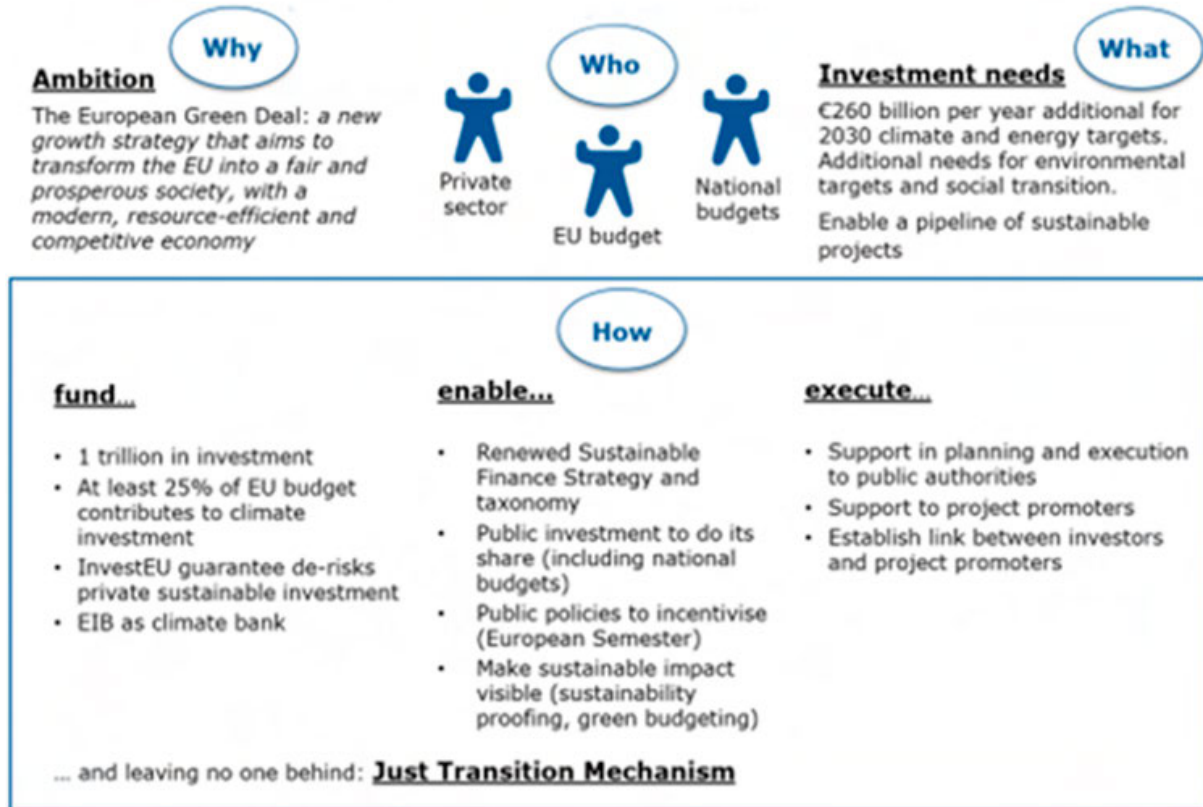 Why
Ambition
The European Green Deal: a new
growth strategy that aims to
transform the EU into a fair and
prosperous society, with a
modern, resource-efficient and
competitive economy
Who
Private
sector
EU budget
National
budgets
What
Investment needs
€260 billion per year additional for
2030 climate and energy targets.
Additional needs for environmental
targets and social transition.
Enable a pipeline of sustainable
projects
How
fund...
• 1 trillion in investment
• At least 25% of EU budget
contributes to climate
investment
• InvestEU guarantee de-risks
private sustainable investment
• EIB as climate bank
enable...
• Renewed Sustainable
Finance Strategy and
taxonomy
• Public investment to do its
share (including national
budgets)
• Public policies to incentivise
(European Semester)
• Make sustainable impact
visible (sustainability
proofing, green budgeting)
execute...
• Support in planning and execution
to public authorities
• Support to project promoters
• Establish link between investors
and project promoters
... and leaving no one behind: Just Transition Mechanism